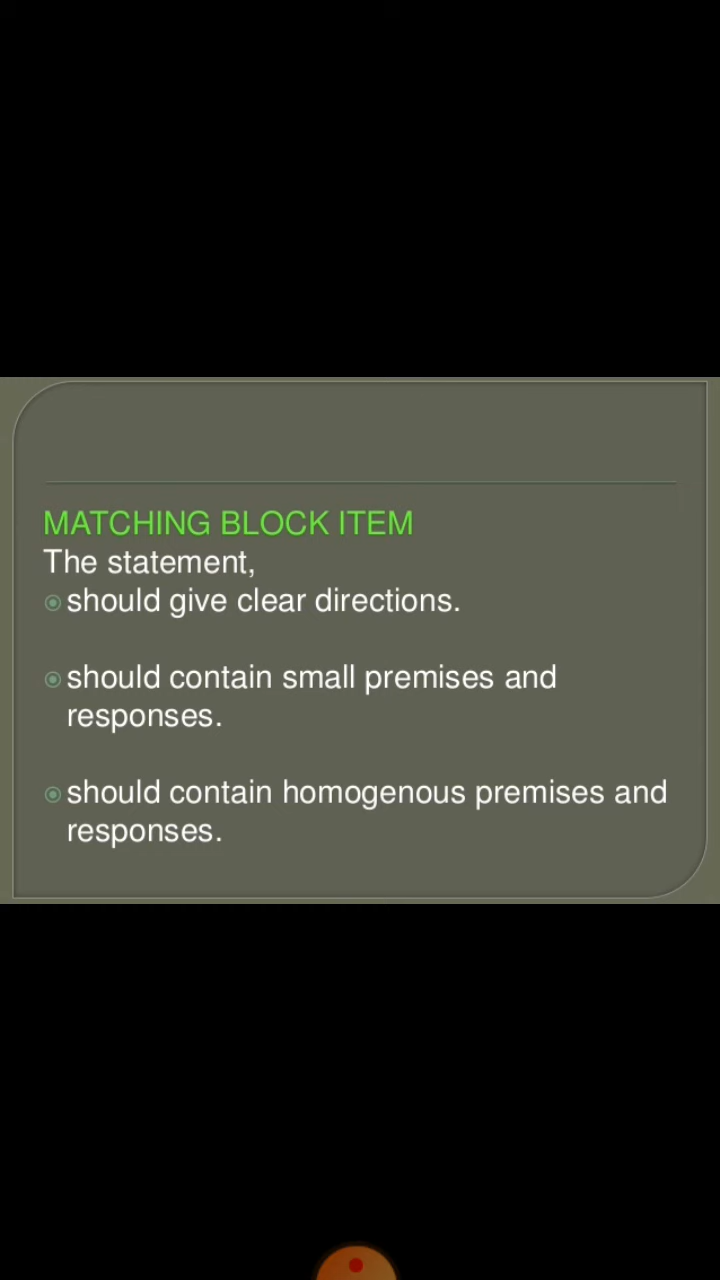 MATCHING BLOCK ITEM
The statement,
should give clear directions.
should contain small premises and
responses.
should contain homogenous premises and
responses.